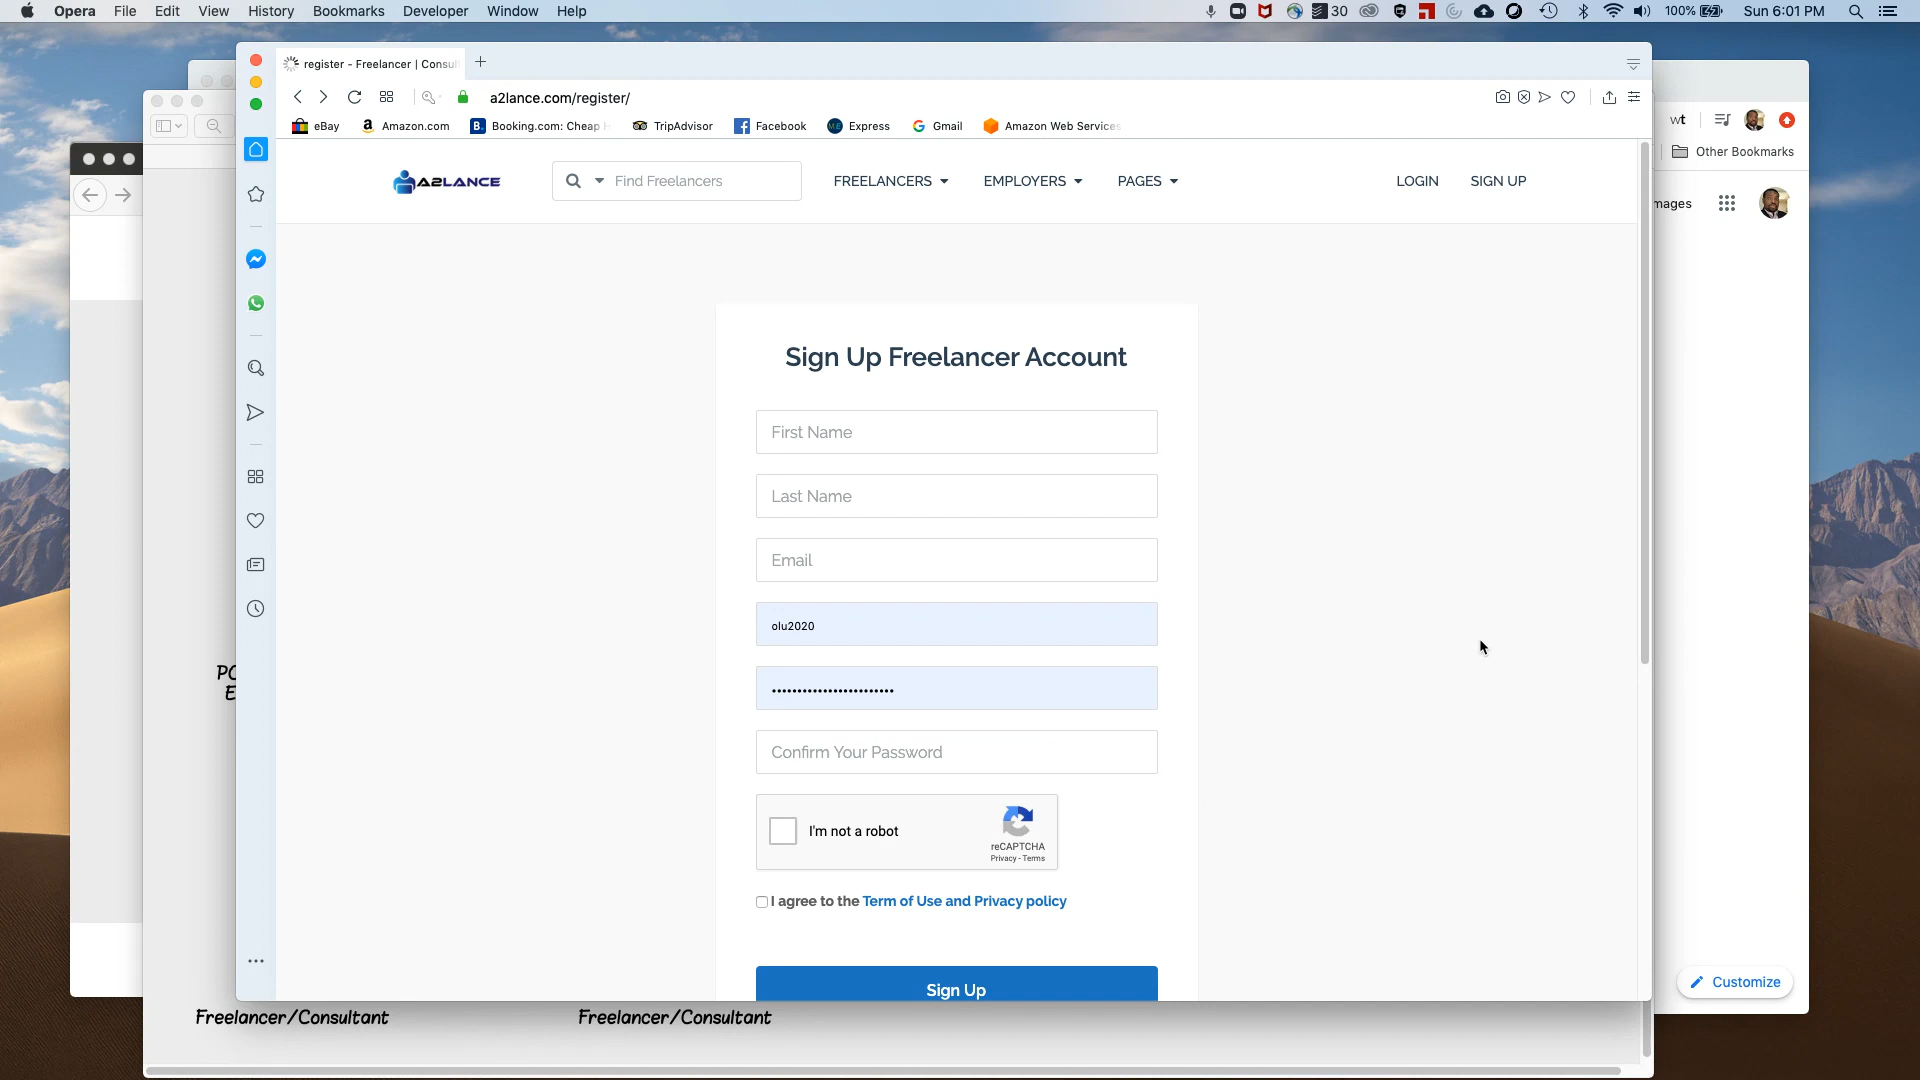 Opera File Edit View History Bookmarks Developer Window Help
30 100% Sun 6:01 PM
register - Freelancer | Consul
a2lance.com/register/
eBay Amazon.com Booking.com: Cheap TripAdvisor Facebook Express Gmail Amazon Web Services
wt
Other Bookmarks
A2LANCE
Find Freelancers
FREELANCERS
EMPLOYERS
PAGES
LOGIN
SIGN UP
mages
Sign Up Freelancer Account
First Name
Last Name
Email
olu2020
Confirm Your Password
I'm not a robot
reCAPTCHA
Privacy - Terms
I agree to the Term of Use and Privacy policy
Sign Up
PO
E
Customize
Freelancer/Consultant Freelancer/Consultant